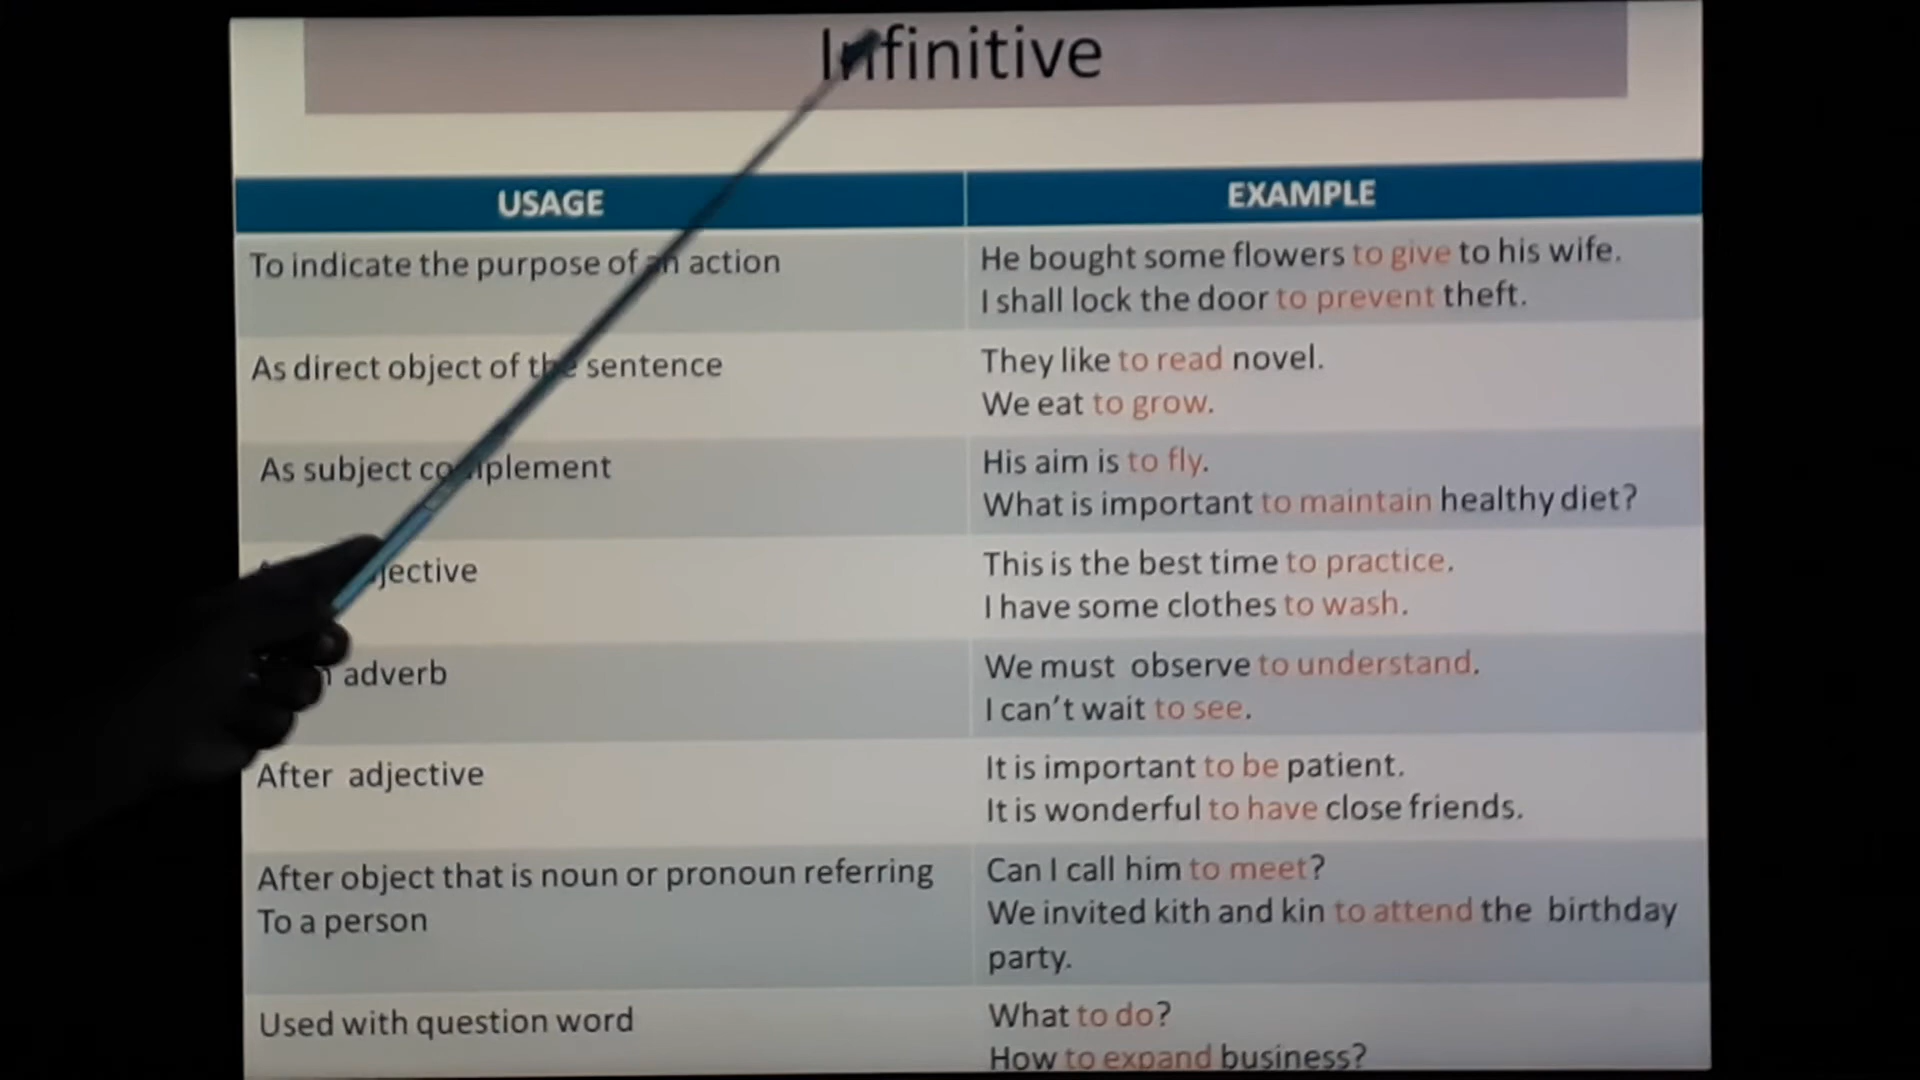 Infinitive
USAGE
EXAMPLE
To indicate the purpose of an action
He bought some flowers to give to his wife.
I shall lock the door to prevent theft.
As direct object of the sentence
They like to read novel.
We eat to grow.
As subject complement
His aim is to fly.
What is important to maintain healthy diet?
This is the best time to practice.
I have some clothes to wash.
adverb
We must observe to understand.
I can't wait to see.
After adjective
It is important to be patient.
It is wonderful to have close friends.
After object that is noun or pronoun referring
To a person
Can I call him to meet?
We invited kith and kin to attend the birthday
party.
Used with question word
What to do?
How to expand business?